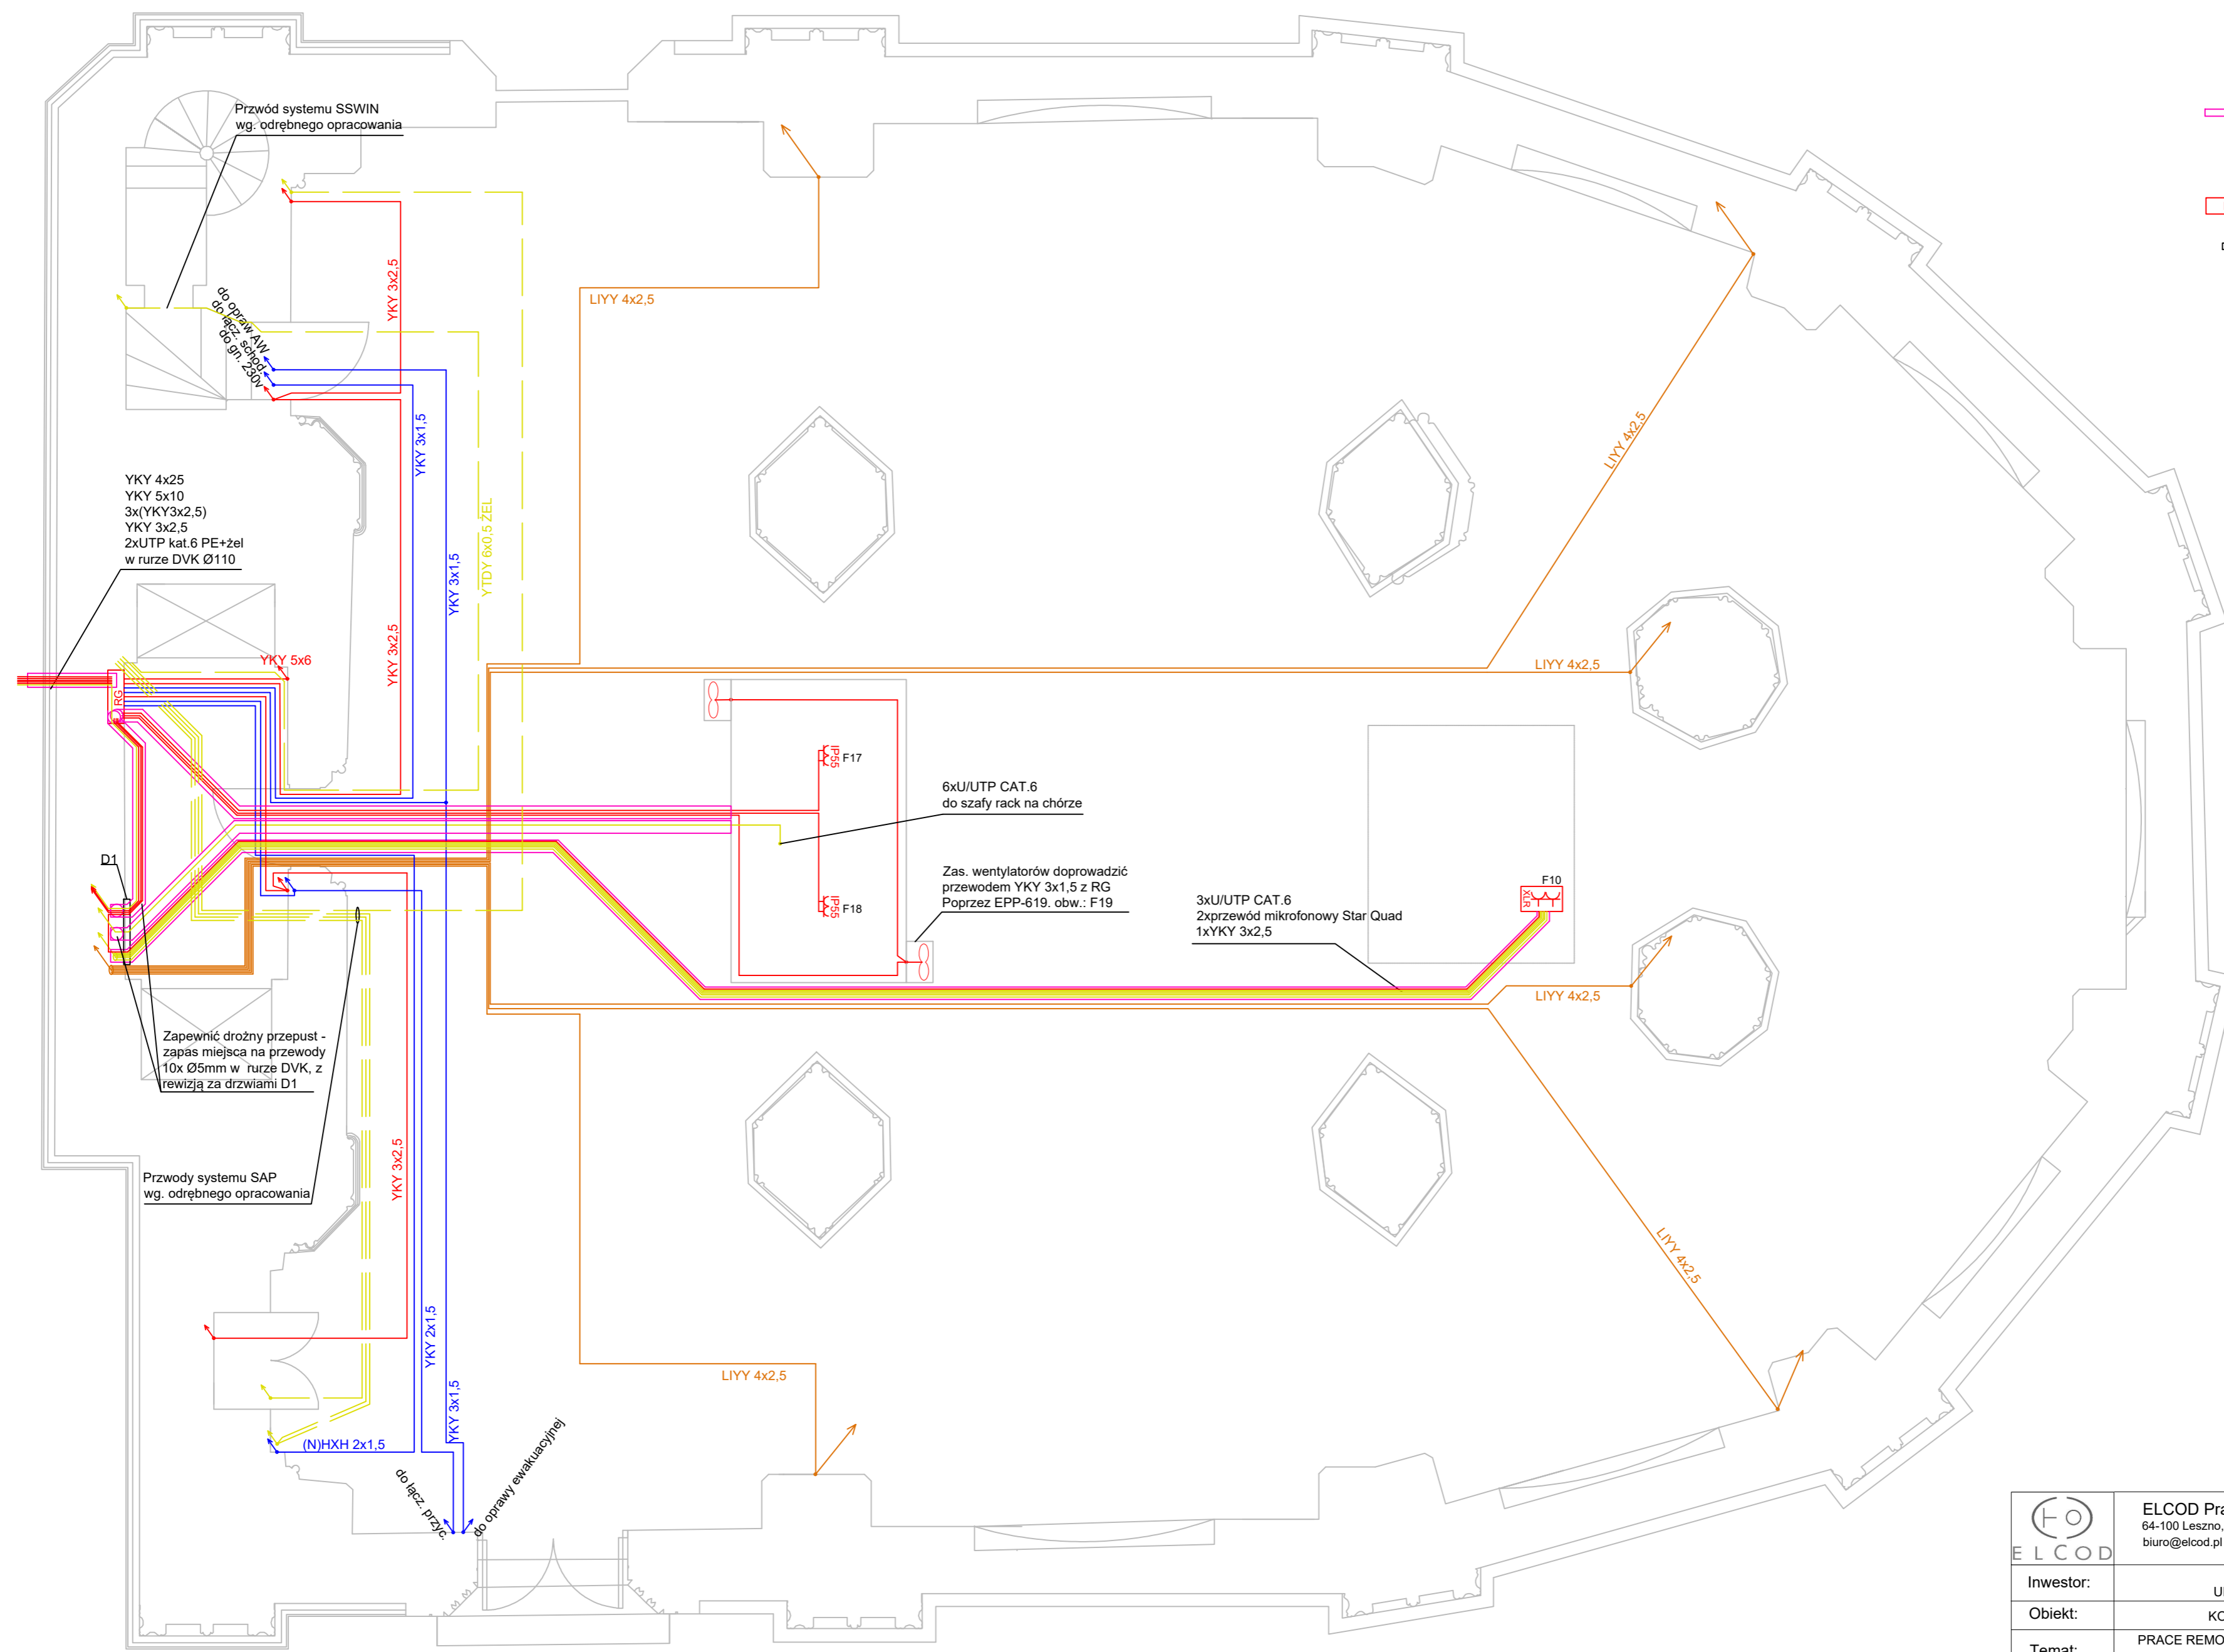 Przwód systemu SSWIN
wg. odrębnego opracowania
do opraw AW
do łącz. schod.
do gn. 230v
YKY 3x2,5
LIYY 4x2,5
YKY 3x1,5
LIYY 4x2,5
YKY 4x25
YKY 5x10
3x(YKY3x2,5)
YKY 3x2,5
2xUTP kat.6 PE+żel
w rurze DVK Ø110
YTDY 6x0,5 ŻEL
YKY 3x1,5
YKY 3x2,5
YKY 5x6
LIYY 4x2,5
RG
IP55
F17
6xU/UTP CAT.6
do szafy rack na chórze
D1
Zas. wentylatorów doprowadzić
przewodem YKY 3x1,5 z RG
Poprzez EPP-619. obw.: F19
IP55
F18
F10
XLR
3xU/UTP CAT.6
2xprzewód mikrofonowy Star Quad
1xYKY 3x2,5
LIYY 4x2,5
Zapewnić drożny przepust -
zapas miejsca na przewody
10x Ø5mm w rurze DVK, z
rewizją za drzwiami D1
Przwody systemu SAP
wg. odrębnego opracowania
YKY 3x2,5
LIYY 4x2,5
YKY 2x1,5
YKY 3x1,5
LIYY 4x2,5
(N)HXH 2x1,5
do łącz. przyc.
do oprawy ewakuacyjnej
ELCOD
ELCOD Pra
64-100 Leszno,
biuro@elcod.pl
Inwestor:
Obiekt:
KO
Temat:
PRACE REMO